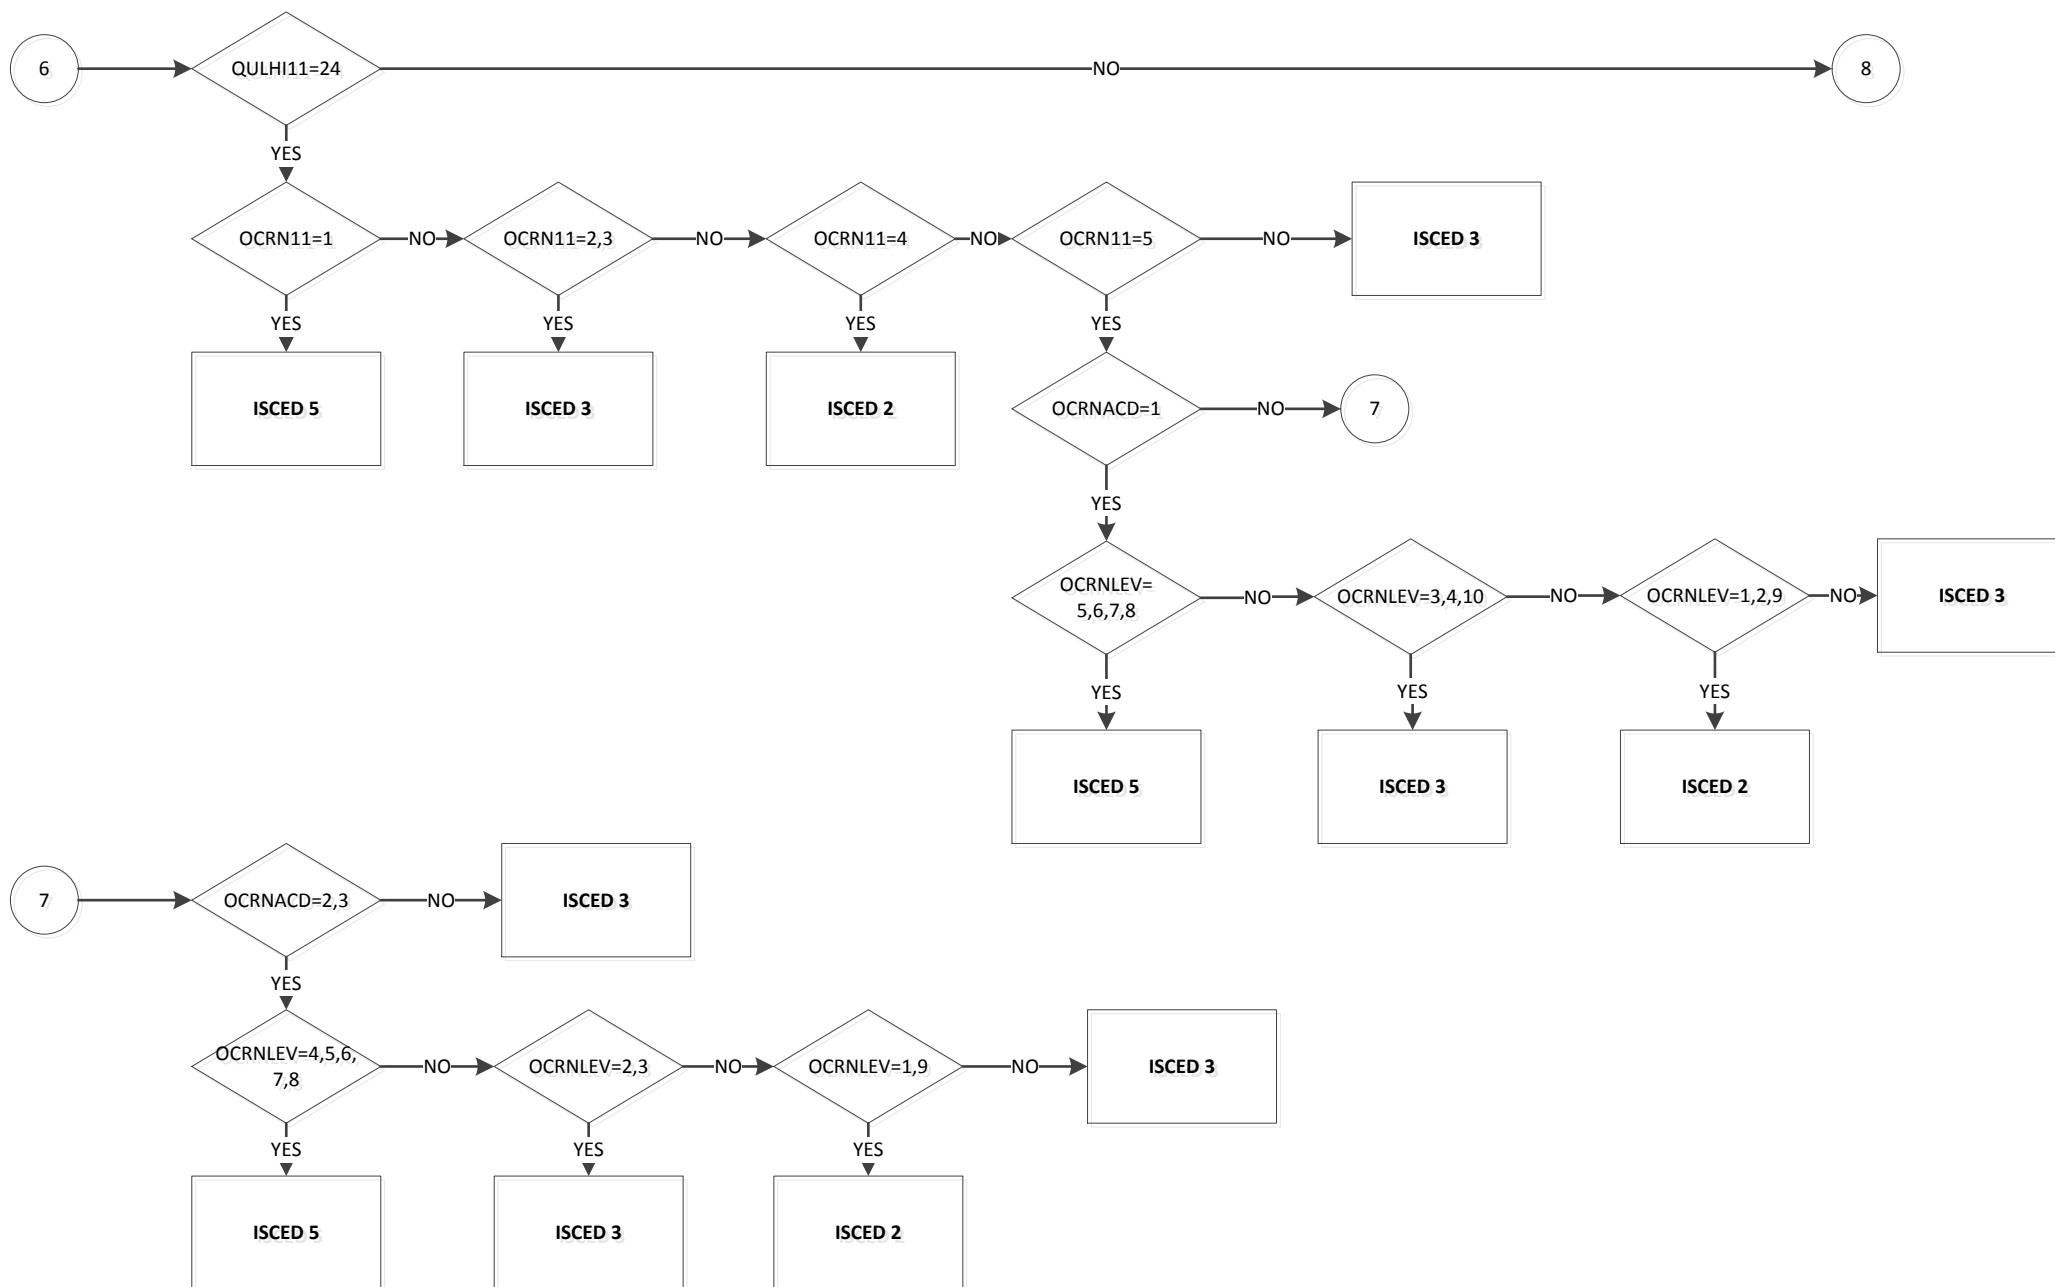 6
QULHI11=24
NO
8
YES
OCRN11=1
NO
OCRN11=2,3
NO
OCRN11=4
NO
OCRN11=5
NO
ISCED 3
YES
YES
YES
YES
ISCED 5
ISCED 3
ISCED 2
OCRNACD=1
NO
7
YES
OCRNLEV=
5,6,7,8
NO
OCRNLEV=3,4,10
NO
OCRNLEV=1,2,9
NO
ISCED 3
YES
YES
YES
ISCED 5
ISCED 3
ISCED 2
7
OCRNACD=2,3
NO
ISCED 3
YES
OCRNLEV=4,5,6,
7,8
NO
OCRNLEV=2,3
NO
OCRNLEV=1,9
NO
ISCED 3
YES
YES
YES
ISCED 5
ISCED 3
ISCED 2